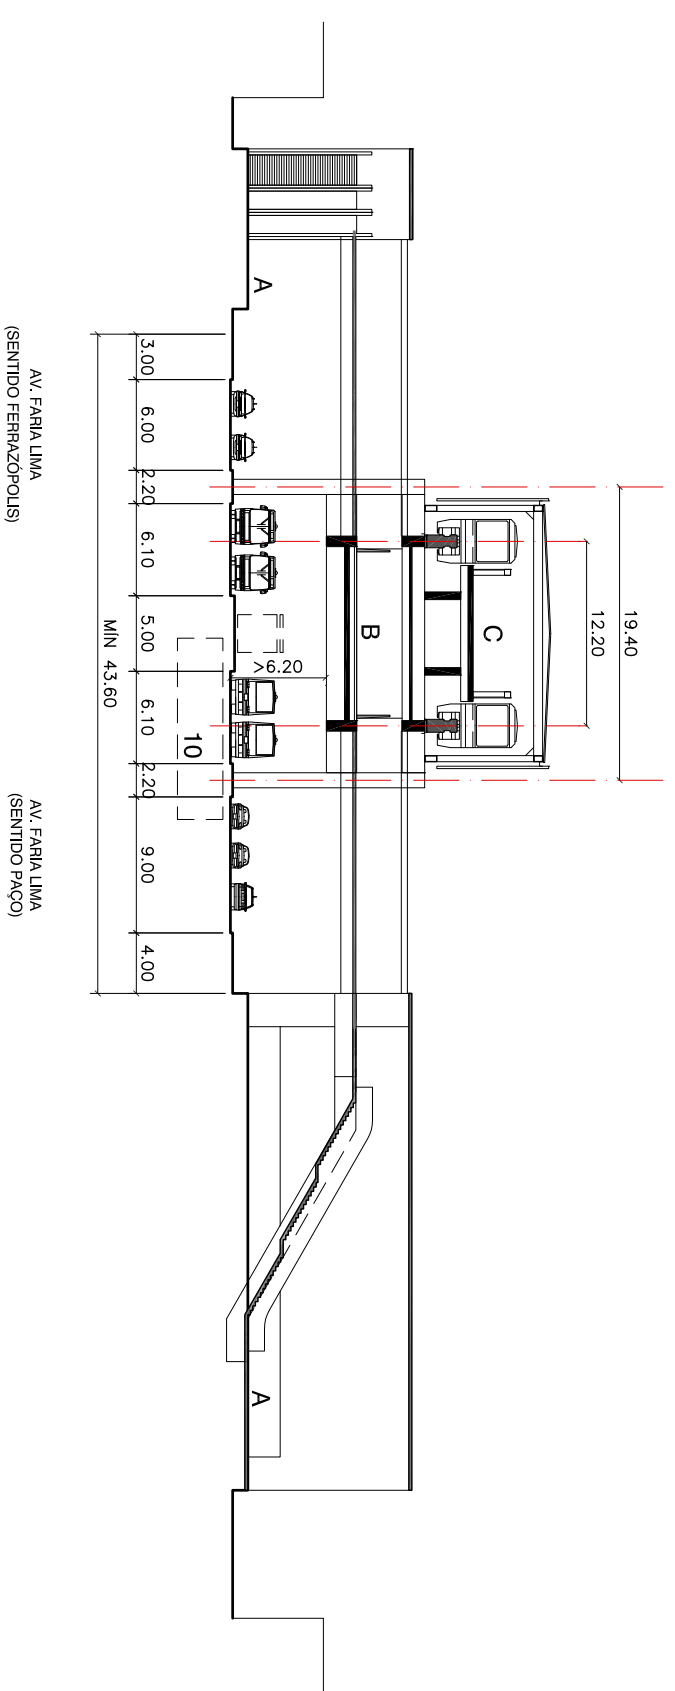 19.40
12.20
C
B
A
A
>6.20
10
3.00
6.00
2.20
6.10
5.00
6.10
2.20
9.00
4.00
MÍN 43.60
AV. FARIA LIMA
(SENTIDO FERRAZÓPOLIS)
AV. FARIA LIMA
(SENTIDO PAÇO)